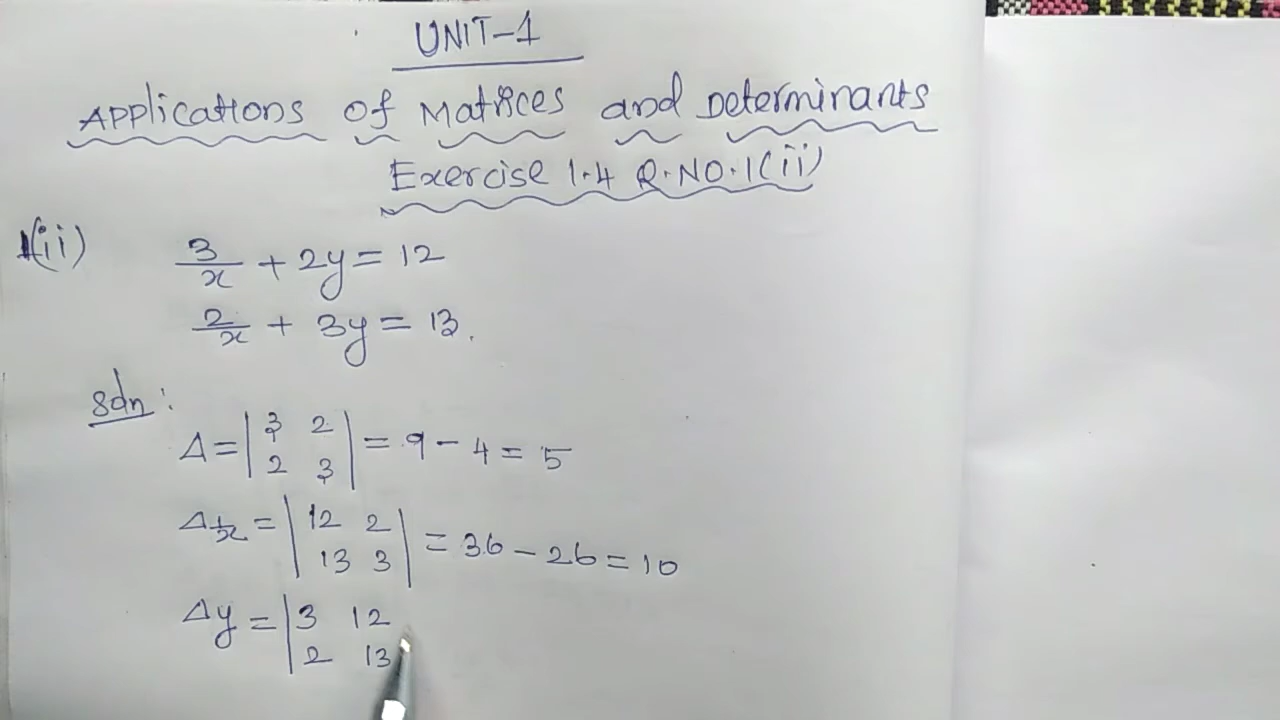 UNIT-1
Applications of Matrices and Determinants
Exercise 1.4 Q.NO.1(ii)
1(ii) 3/x + 2y = 12
2/x + 3y = 13.
Soln:
Δ = | 3 2 | = 9 - 4 = 5
| 2 3 |
Δ1/x = | 12 2 | = 36 - 26 = 10
| 13 3 |
Δy = | 3 12
| 2 13